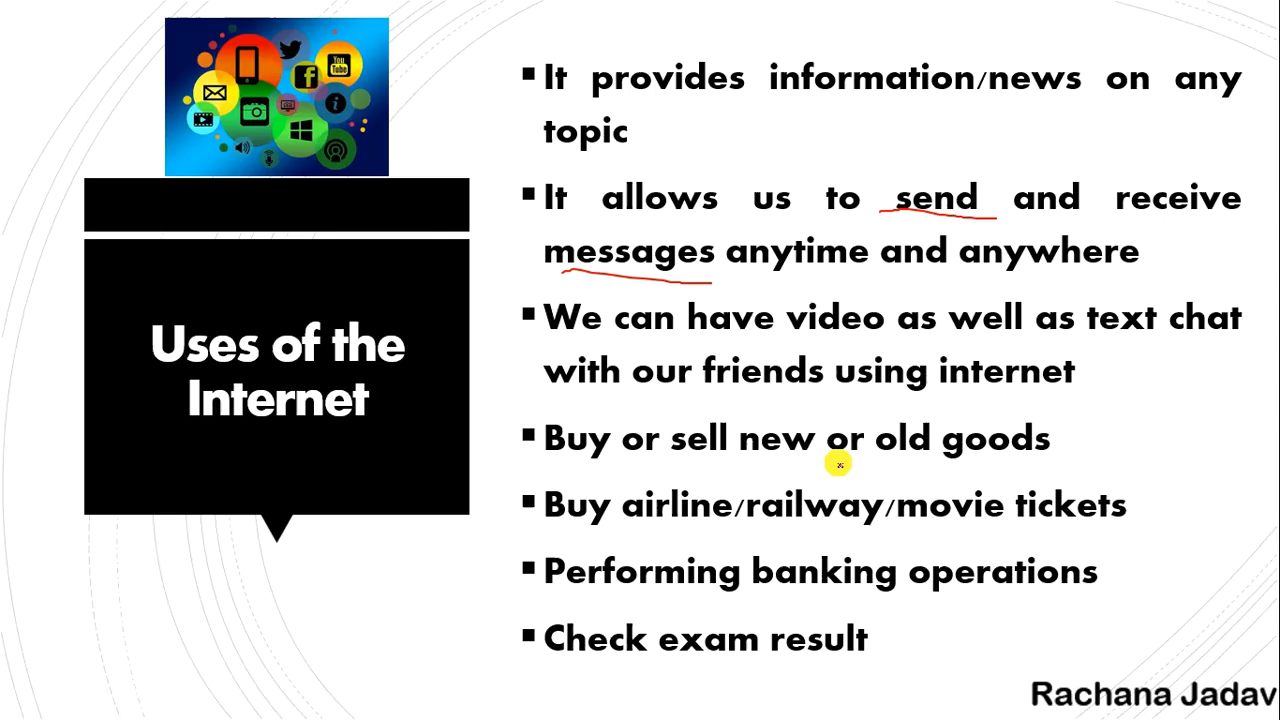 You
Tube
Uses of the
Internet
▪ It provides information/news on any
topic
▪ It allows us to send and receive
messages anytime and anywhere
▪ We can have video as well as text chat
with our friends using internet
▪ Buy or sell new or old goods
▪ Buy airline/railway/movie tickets
▪ Performing banking operations
▪ Check exam result
Rachana Jadav